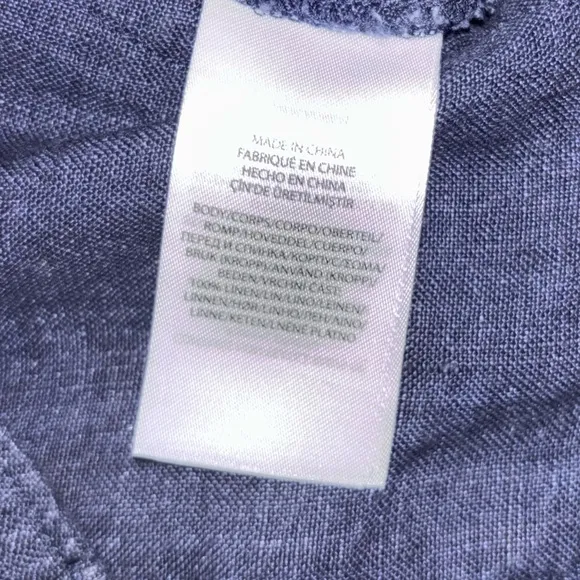 MADE IN CHINA
FABRIQUÉ EN CHINE
HECHO EN CHINA
ÇİN'DE ÜRETİLMİŞTİR
BODY/CORPS/CORPO/OBERTEIL/
ROMP/HOVEDDEL/CUERPO/
ПЕРЕД И СПИНКА/КОРПУС/ΣΩΜΑ/
BRUK (KROPP)/ANVÄND (KROPP)/
BEDEN/VRCHNÍ ČÁST
100% LINEN/LIN/LINO/LEINEN/
LINNEN/HØR/LINHO/ЛЕН/ΛΙΝΟ/
LINNE/KETEN/LNĚNÉ PLÁTNO